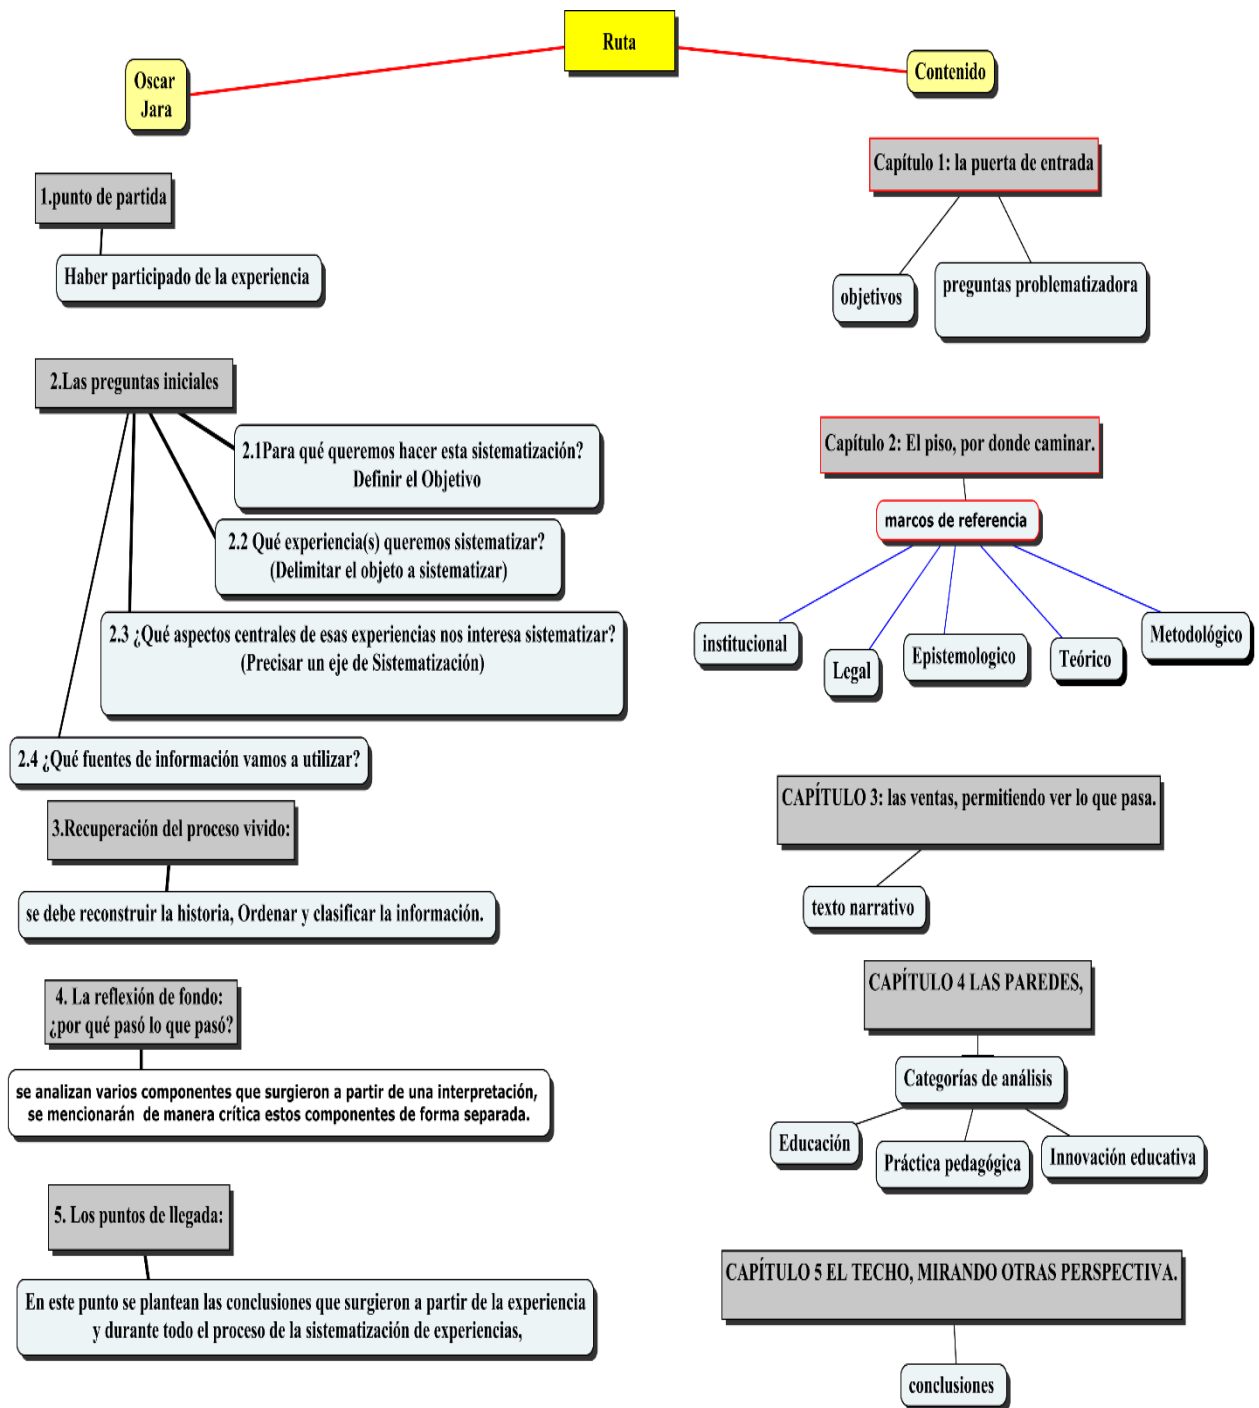 Ruta
Oscar
Jara
Contenido
1.punto de partida
Haber participado de la experiencia
2.Las preguntas iniciales
2.1Para qué queremos hacer esta sistematización?
Definir el Objetivo
2.2 Qué experiencia(s) queremos sistematizar?
(Delimitar el objeto a sistematizar)
2.3 ¿Qué aspectos centrales de esas experiencias nos interesa sistematizar?
(Precisar un eje de Sistematización)
2.4 ¿Qué fuentes de información vamos a utilizar?
3.Recuperación del proceso vivido:
se debe reconstruir la historia, Ordenar y clasificar la información.
4. La reflexión de fondo:
¿por qué pasó lo que pasó?
se analizan varios componentes que surgieron a partir de una interpretación,
se mencionarán de manera crítica estos componentes de forma separada.
5. Los puntos de llegada:
En este punto se plantean las conclusiones que surgieron a partir de la experiencia
y durante todo el proceso de la sistematización de experiencias,
Capítulo 1: la puerta de entrada
objetivos
preguntas problematizadora
Capítulo 2: El piso, por donde caminar.
marcos de referencia
institucional
Legal
Epistemologico
Teórico
Metodológico
CAPÍTULO 3: las ventas, permitiendo ver lo que pasa.
texto narrativo
CAPÍTULO 4 LAS PAREDES,
Categorías de análisis
Educación
Práctica pedagógica
Innovación educativa
CAPÍTULO 5 EL TECHO, MIRANDO OTRAS PERSPECTIVA.
conclusiones